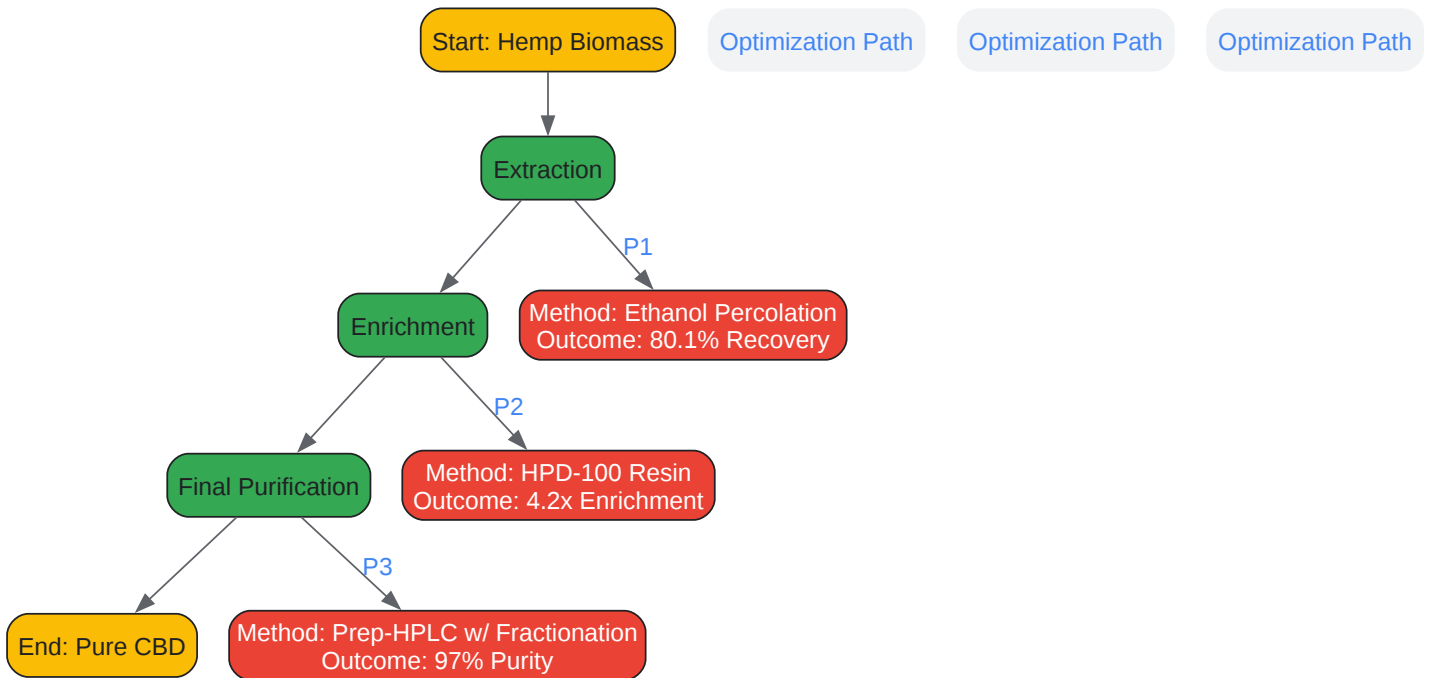 Start: Hemp Biomass
Optimization Path
Optimization Path
Optimization Path
Extraction
P1
Enrichment
Method: Ethanol Percolation
Outcome: 80.1% Recovery
P2
Final Purification
Method: HPD-100 Resin
Outcome: 4.2x Enrichment
P3
End: Pure CBD
Method: Prep-HPLC w/ Fractionation
Outcome: 97% Purity